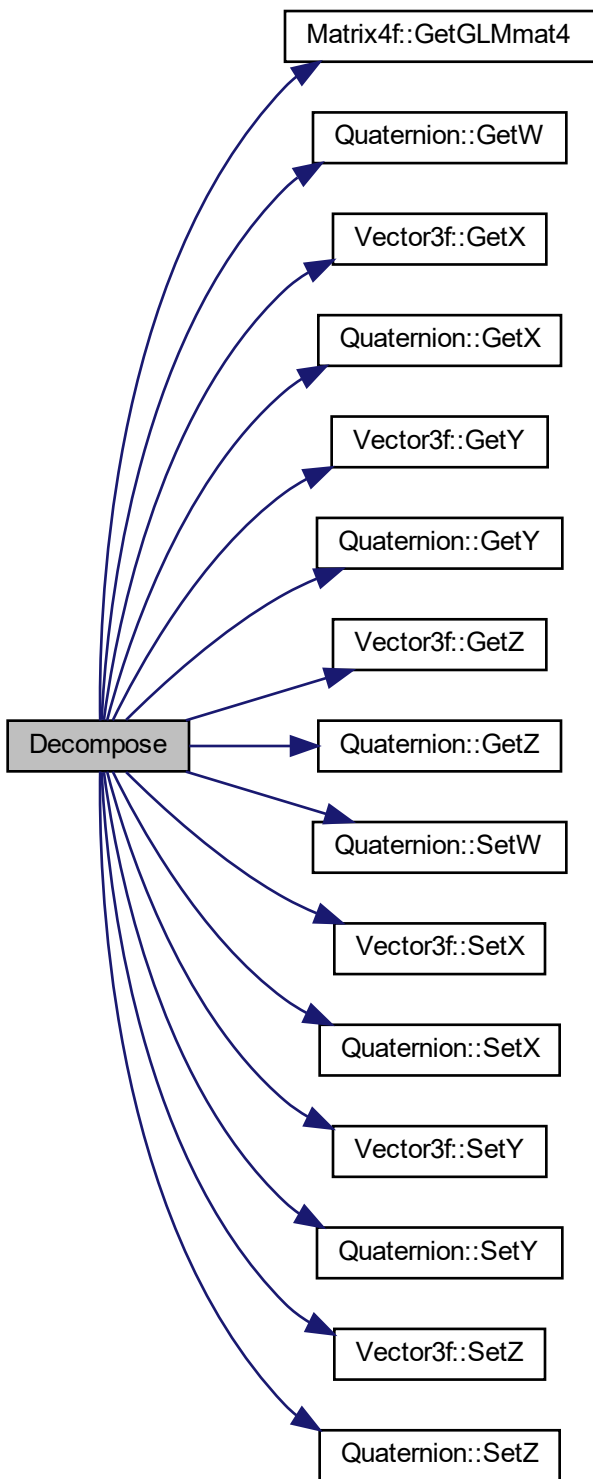 Matrix4f::GetGLMmat4
Quaternion::GetW
Vector3f::GetX
Quaternion::GetX
Vector3f::GetY
Quaternion::GetY
Vector3f::GetZ
Decompose
Quaternion::GetZ
Quaternion::SetW
Vector3f::SetX
Quaternion::SetX
Vector3f::SetY
Quaternion::SetY
Vector3f::SetZ
Quaternion::SetZ